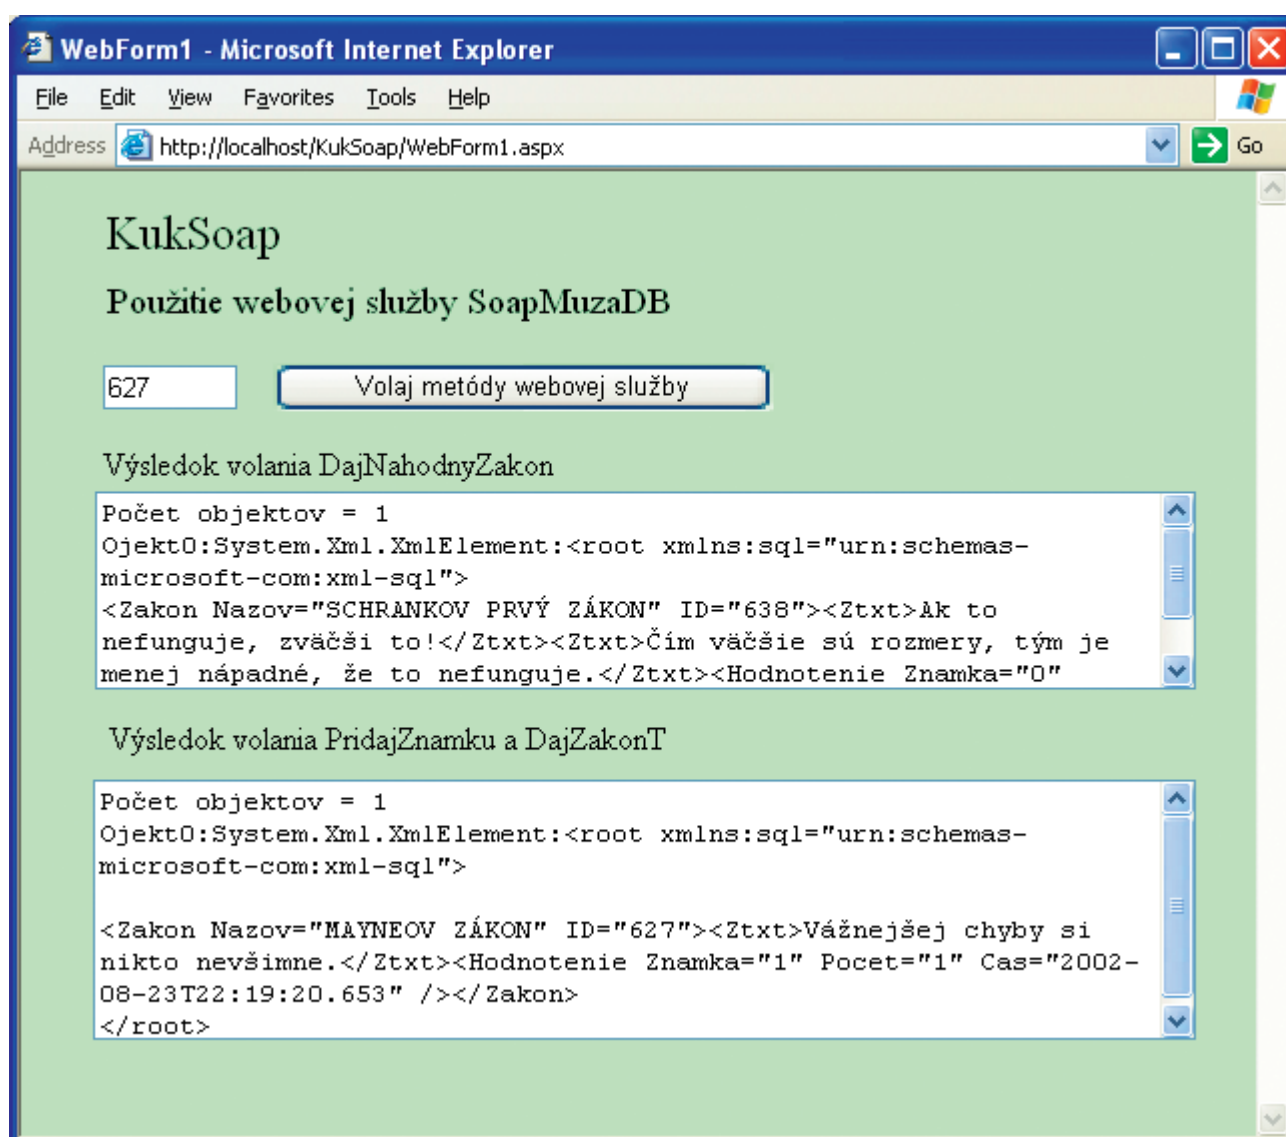 WebForm1 - Microsoft Internet Explorer
File Edit View Favorites Tools Help
Address http://localhost/KukSoap/WebForm1.aspx Go
KukSoap
Použitie webovej služby SoapMuzaDB
627 Volaj metódy webovej služby
Výsledok volania DajNahodnyZakon
Počet objektov = 1
Ojekt0:System.Xml.XmlElement:<root xmlns:sql="urn:schemas-
microsoft-com:xml-sql">
<Zakon Nazov="SCHRANKOV PRVÝ ZÁKON" ID="638"><Ztxt>Ak to
nefunguje, zväčši to!</Ztxt><Ztxt>Čím väčšie sú rozmery, tým je
menej nápadné, že to nefunguje.</Ztxt><Hodnotenie Znamka="0"
Výsledok volania PridajZnamku a DajZakonT
Počet objektov = 1
Ojekt0:System.Xml.XmlElement:<root xmlns:sql="urn:schemas-
microsoft-com:xml-sql">
<Zakon Nazov="MAYNEOV ZÁKON" ID="627"><Ztxt>Vážnejšej chyby si
nikto nevšimne.</Ztxt><Hodnotenie Znamka="1" Pocet="1" Cas="2002-
08-23T22:19:20.653" /></Zakon>
</root>